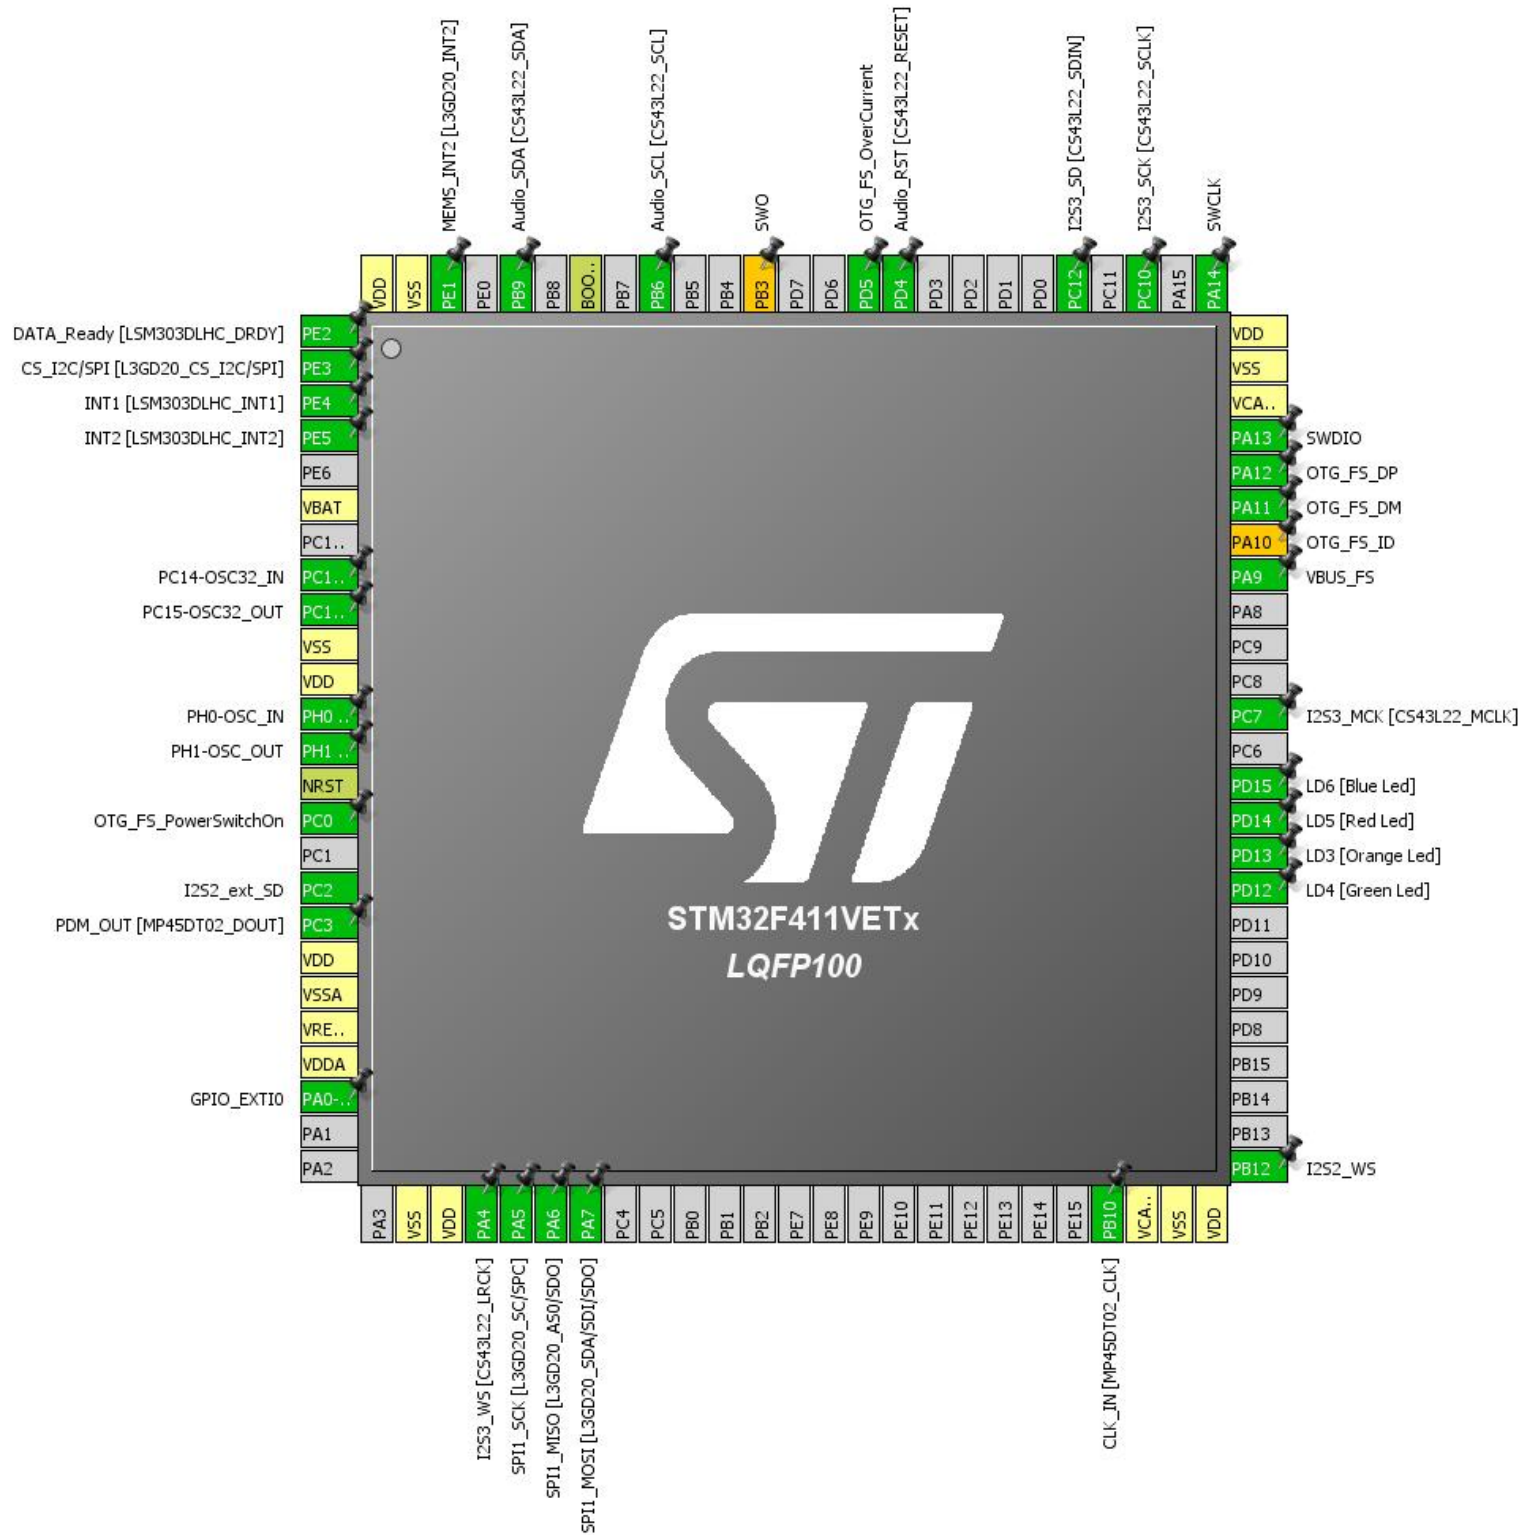 MEMS_INT2 [L3GD20_INT2]
Audio_SDA [CS43L22_SDA]
Audio_SCL [CS43L22_SCL]
SWO
OTG_FS_OverCurrent
Audio_RST [CS43L22_RESET]
I2S3_SD [CS43L22_SDIN]
I2S3_SCK [CS43L22_SCLK]
SWCLK
VDD
VSS
PE1
PE0
PB9
PB8
BOO..
PB7
PB6
PB5
PB4
PB3
PD7
PD6
PD5
PD4
PD3
PD2
PD1
PD0
PC12
PC11
PC10
PA15
PA14
DATA_Ready [LSM303DLHC_DRDY] PE2
CS_I2C/SPI [L3GD20_CS_I2C/SPI] PE3
INT1 [LSM303DLHC_INT1] PE4
INT2 [LSM303DLHC_INT2] PE5
PE6
VBAT
PC1..
PC14-OSC32_IN PC1..
PC15-OSC32_OUT PC1..
VSS
VDD
PH0-OSC_IN PH0 ..
PH1-OSC_OUT PH1 ..
NRST
OTG_FS_PowerSwitchOn PC0
PC1
I2S2_ext_SD PC2
PDM_OUT [MP45DT02_DOUT] PC3
VDD
VSSA
VRE..
VDDA
GPIO_EXTI0 PA0-..
PA1
PA2
ST
STM32F411VETx
LQFP100
VDD
VSS
VCA..
PA13 SWDIO
PA12 OTG_FS_DP
PA11 OTG_FS_DM
PA10 OTG_FS_ID
PA9 VBUS_FS
PA8
PC9
PC8
PC7 I2S3_MCK [CS43L22_MCLK]
PC6
PD15 LD6 [Blue Led]
PD14 LD5 [Red Led]
PD13 LD3 [Orange Led]
PD12 LD4 [Green Led]
PD11
PD10
PD9
PD8
PB15
PB14
PB13
PB12 I2S2_WS
PA3
VSS
VDD
PA4
PA5
PA6
PA7
PC4
PC5
PB0
PB1
PB2
PE7
PE8
PE9
PE10
PE11
PE12
PE13
PE14
PE15
PB10
VCA..
VSS
VDD
I2S3_WS [CS43L22_LRCK]
SPI1_SCK [L3GD20_SC/SPC]
SPI1_MISO [L3GD20_AS0/SDO]
SPI1_MOSI [L3GD20_SDA/SDI/SDO]
CLK_IN [MP45DT02_CLK]